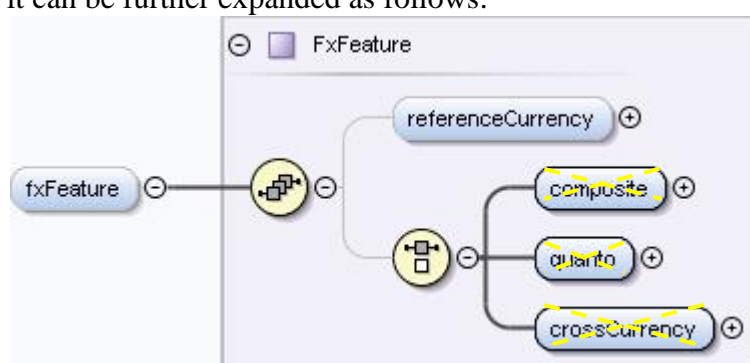 it can be further expanded as follows:
FxFeature
referenceCurrency
fxFeature
composite
quanto
crossCurrency